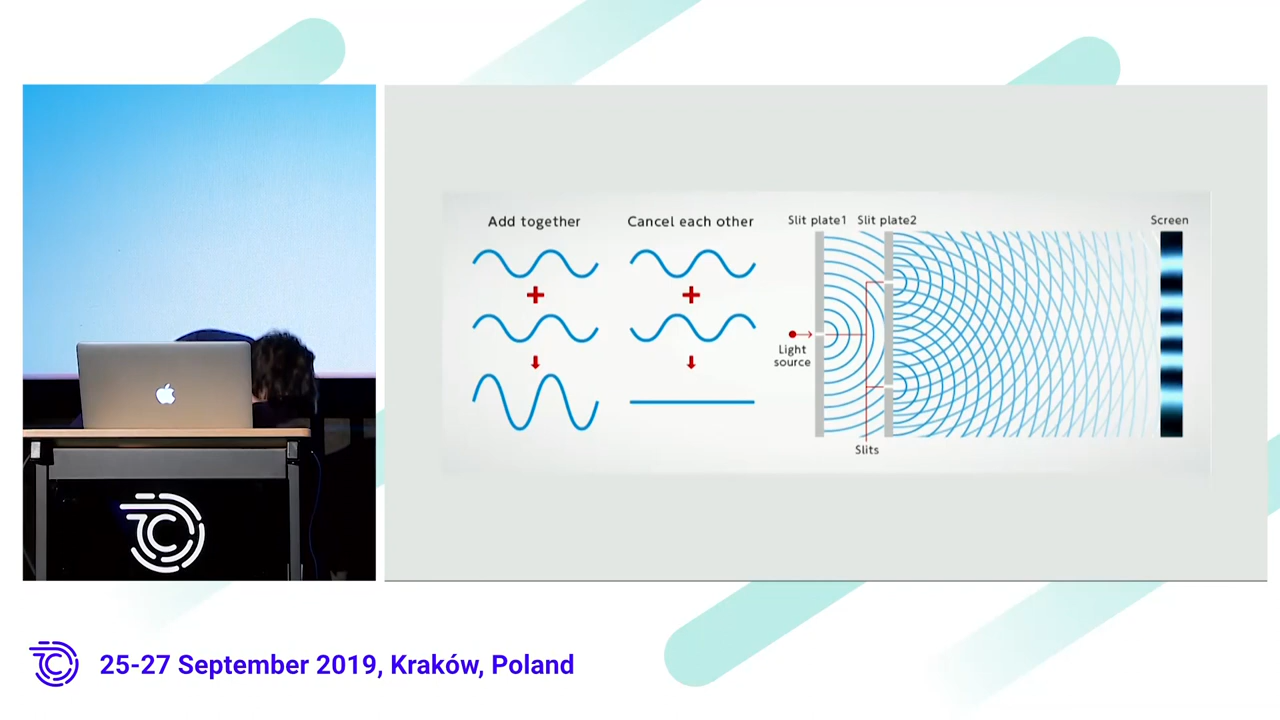 Add together
Cancel each other
Slit plate1
Slit plate2
Screen
Light
source
Slits
25-27 September 2019, Kraków, Poland